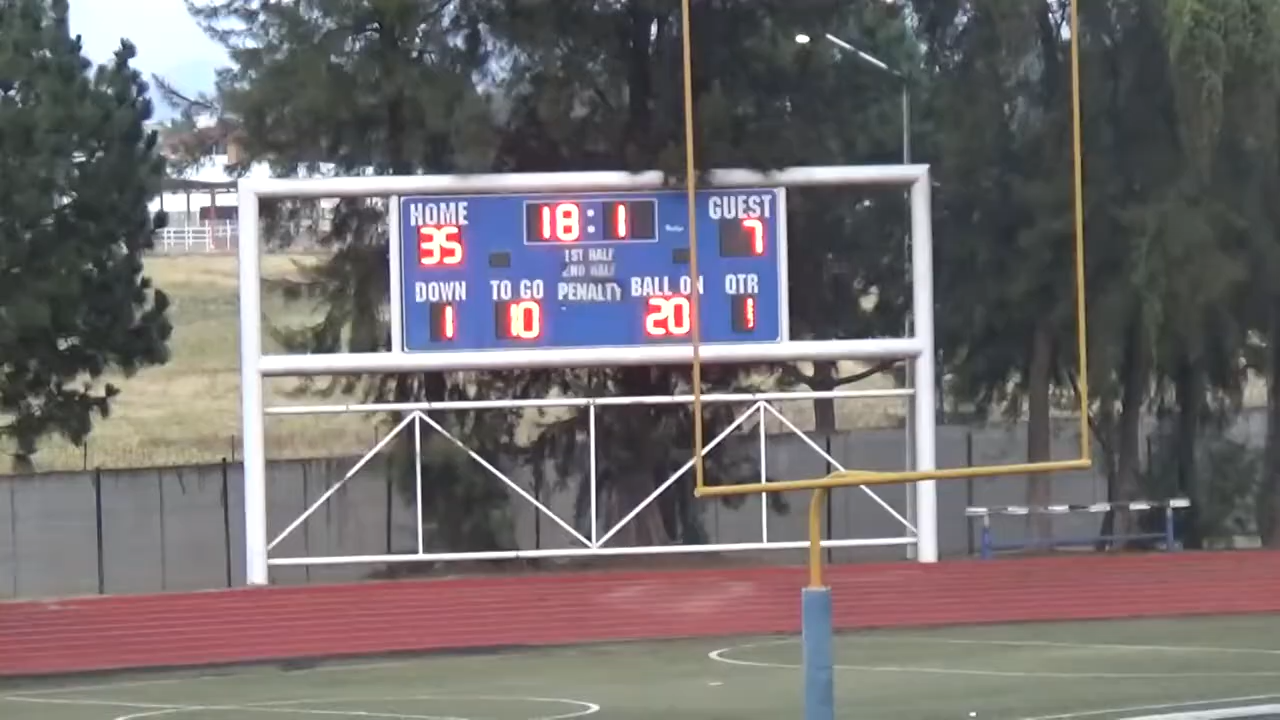 HOME 18:1 GUEST
35 7
1ST HALF
2ND HALF
DOWN TO GO PENALTY BALL ON QTR
1 10 20 1